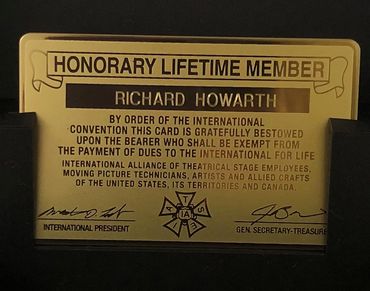 HONORARY LIFETIME MEMBER
RICHARD HOWARTH
BY ORDER OF THE INTERNATIONAL
CONVENTION THIS CARD IS GRATEFULLY BESTOWED
UPON THE BEARER WHO SHALL BE EXEMPT FROM
THE PAYMENT OF DUES TO THE INTERNATIONAL FOR LIFE
INTERNATIONAL ALLIANCE OF THEATRICAL STAGE EMPLOYEES,
MOVING PICTURE TECHNICIANS, ARTISTS AND ALLIED CRAFTS
OF THE UNITED STATES, ITS TERRITORIES AND CANADA.
I A T S E
INTERNATIONAL PRESIDENT
GEN. SECRETARY-TREASURE